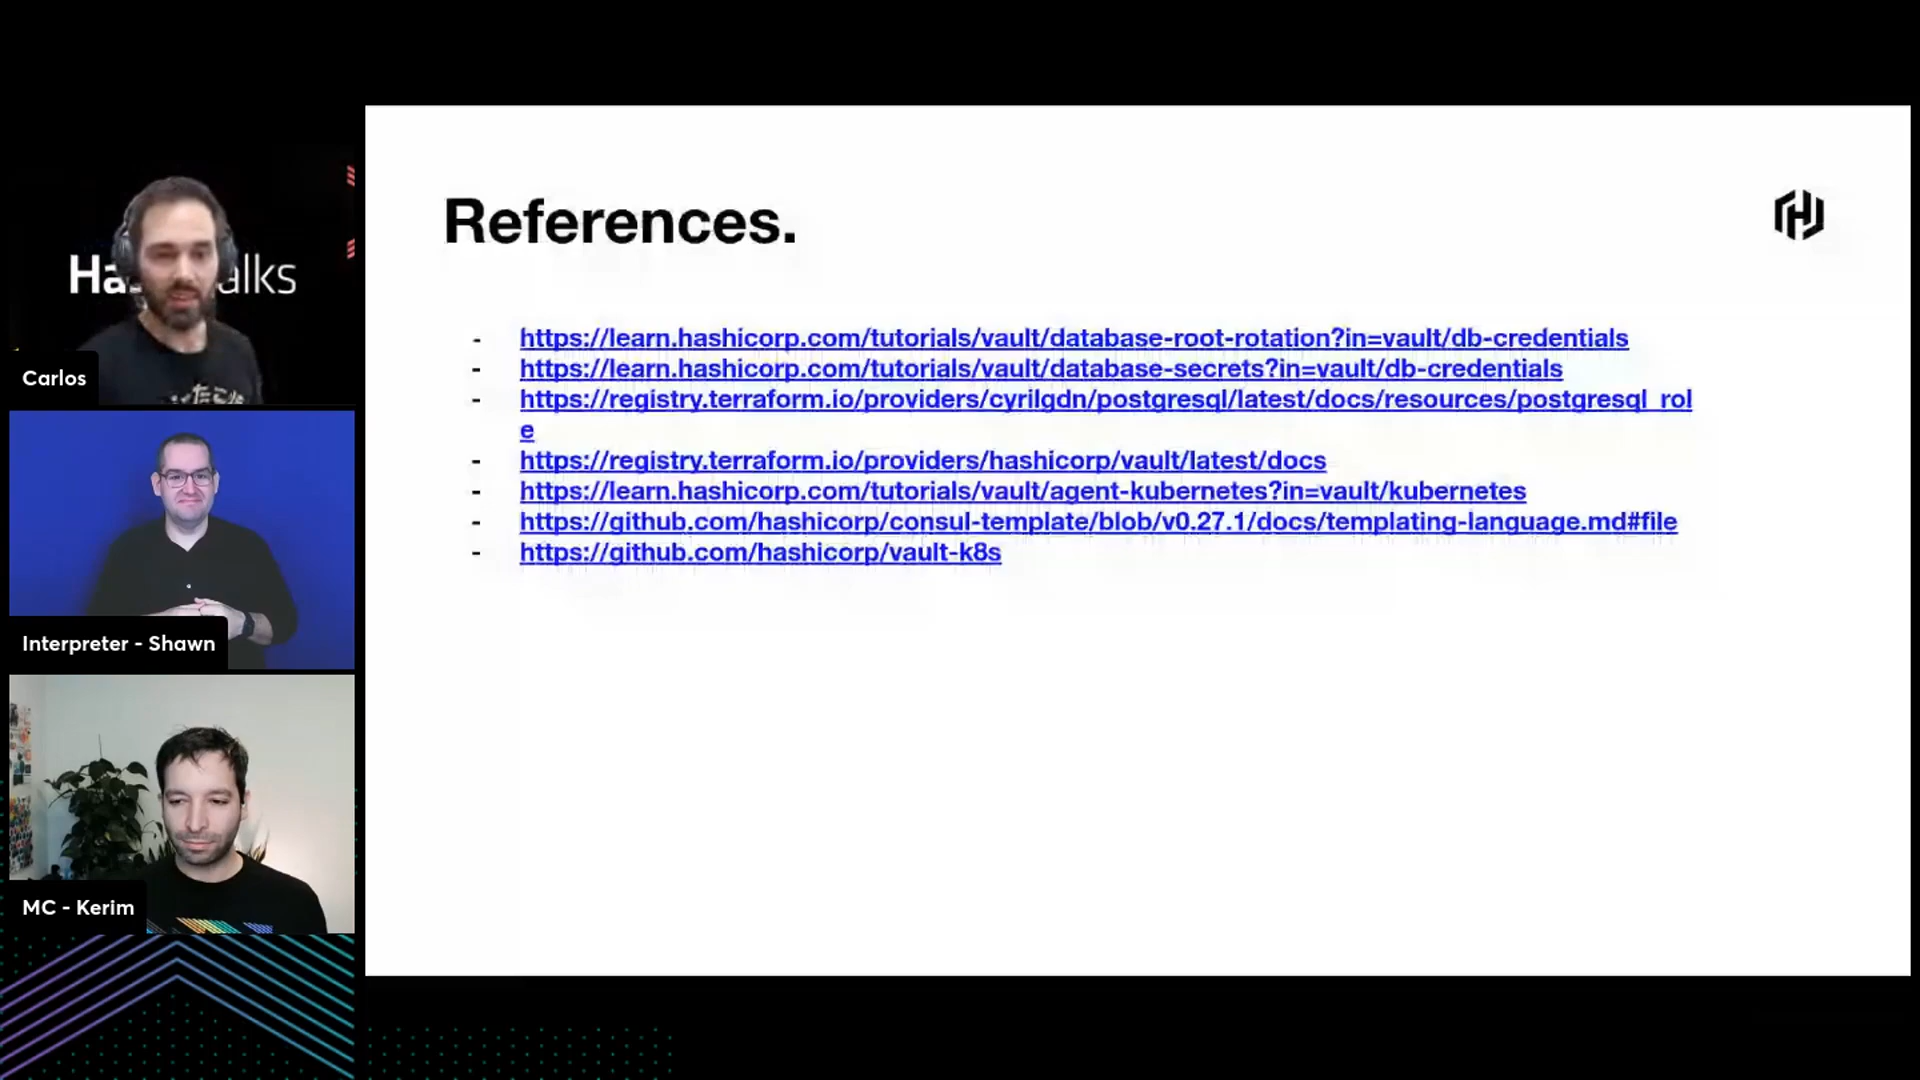 References.
- https://learn.hashicorp.com/tutorials/vault/database-root-rotation?in=vault/db-credentials
- https://learn.hashicorp.com/tutorials/vault/database-secrets?in=vault/db-credentials
- https://registry.terraform.io/providers/cyrilgdn/postgresql/latest/docs/resources/postgresql_rol
e
- https://registry.terraform.io/providers/hashicorp/vault/latest/docs
- https://learn.hashicorp.com/tutorials/vault/agent-kubernetes?in=vault/kubernetes
- https://github.com/hashicorp/consul-template/blob/v0.27.1/docs/templating-language.md#file
- https://github.com/hashicorp/vault-k8s
Ha alks
Carlos
Interpreter - Shawn
MC - Kerim